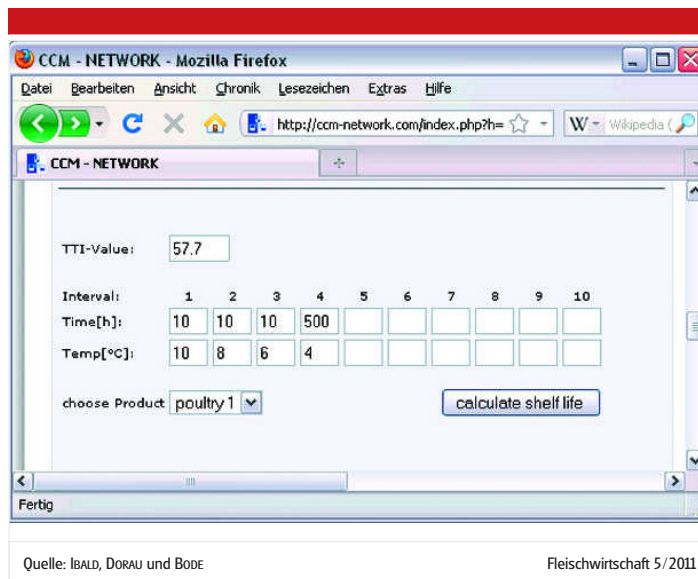 CCM - NETWORK - Mozilla Firefox
Datei Bearbeiten Ansicht Chronik Lesezeichen Extras Hilfe
http://ccm-network.com/index.php?h= W Wikipedia (
CCM - NETWORK
TTI-Value: 57.7
Interval: 1 2 3 4 5 6 7 8 9 10
Time[h]: 10 10 10 500
Temp[°C]: 10 8 6 4
choose Product poultry 1 calculate shelf life
Fertig
Quelle: IBALD, DORAU und BODE Fleischwirtschaft 5/2011